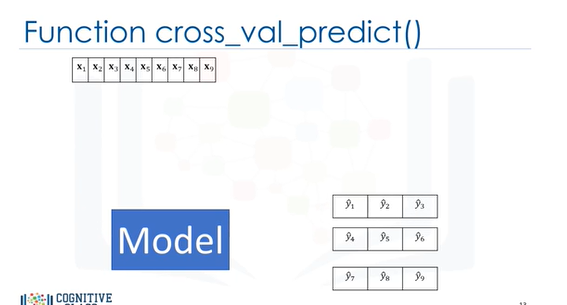 Function cross_val_predict()
x₁ x₂ x₃ x₄ x₅ x₆ x₇ x₈ x₉
ŷ₁ ŷ₂ ŷ₃
Model
ŷ₄ ŷ₅ ŷ₆
ŷ₇ ŷ₈ ŷ₉
COGNITIVE